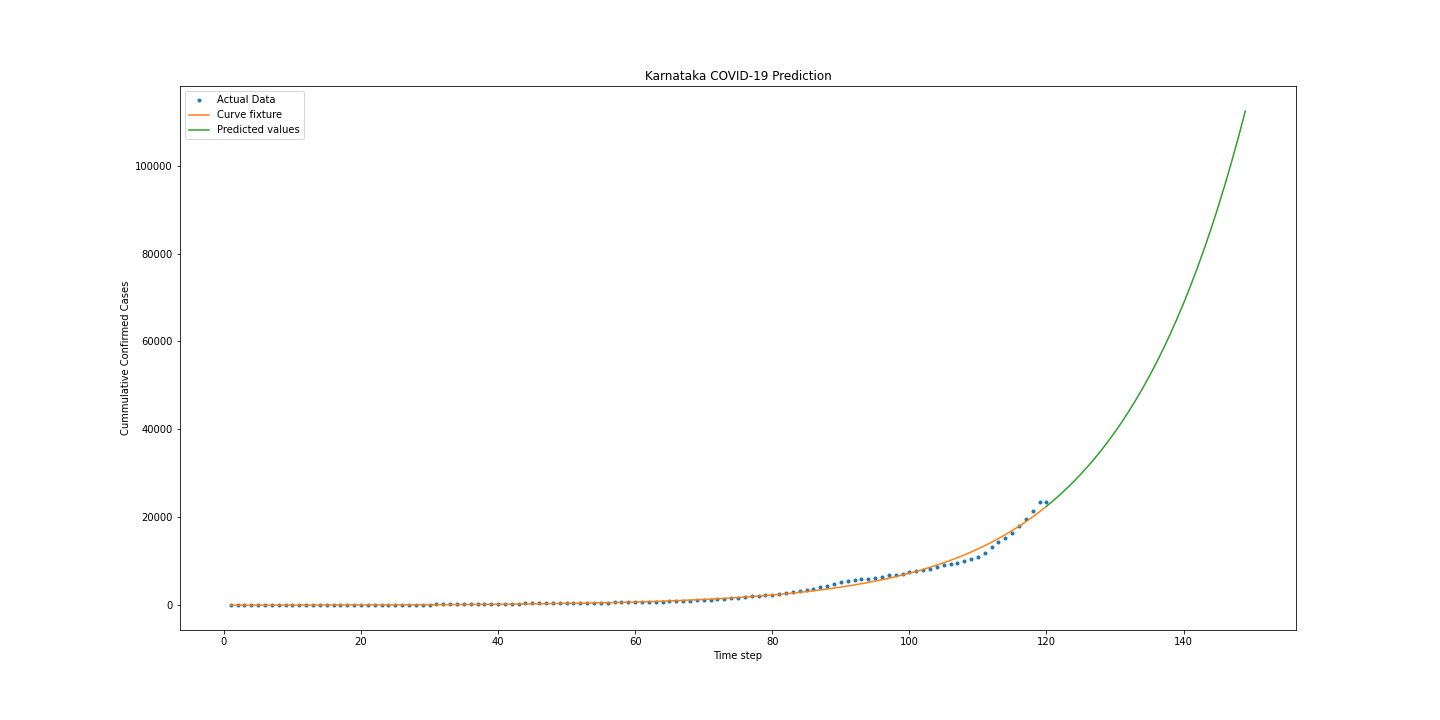 Karnataka COVID-19 Prediction
Actual Data
Curve fixture
Predicted values
100000
80000
60000
40000
20000
0
Cummulative Confirmed Cases
0 20 40 60 80 100 120 140
Time step